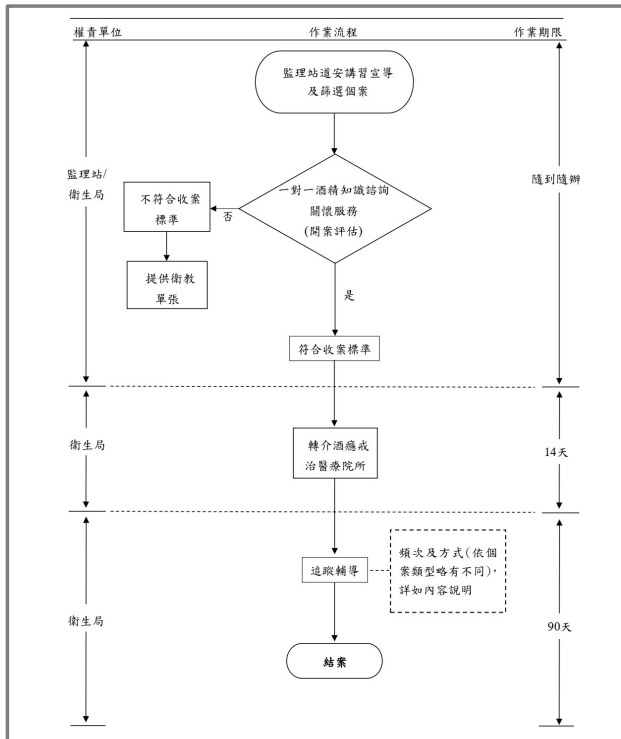 權責單位
作業流程
作業期限
監理站道安講習宣導
及篩選個案
監理站/
衛生局
隨到隨辦
一對一酒精知識諮詢
關懷服務
(開案評估)
否
不符合收案
標準
提供衛教
單張
是
符合收案標準
衛生局
轉介酒癮戒
治醫療院所
14天
衛生局
追蹤輔導
頻次及方式(依個
案類型略有不同),
詳如內容說明
90天
結案